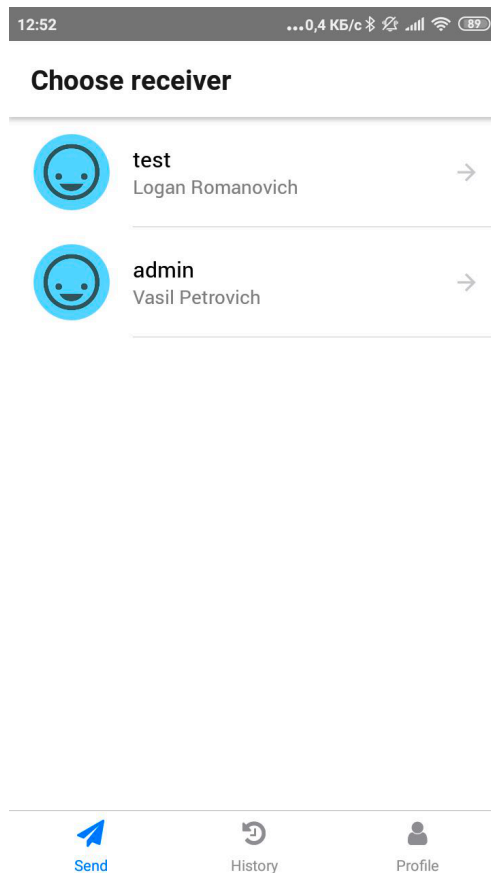 12:52 ...0,4 КБ/с 89
Choose receiver
test
Logan Romanovich
admin
Vasil Petrovich
Send History Profile